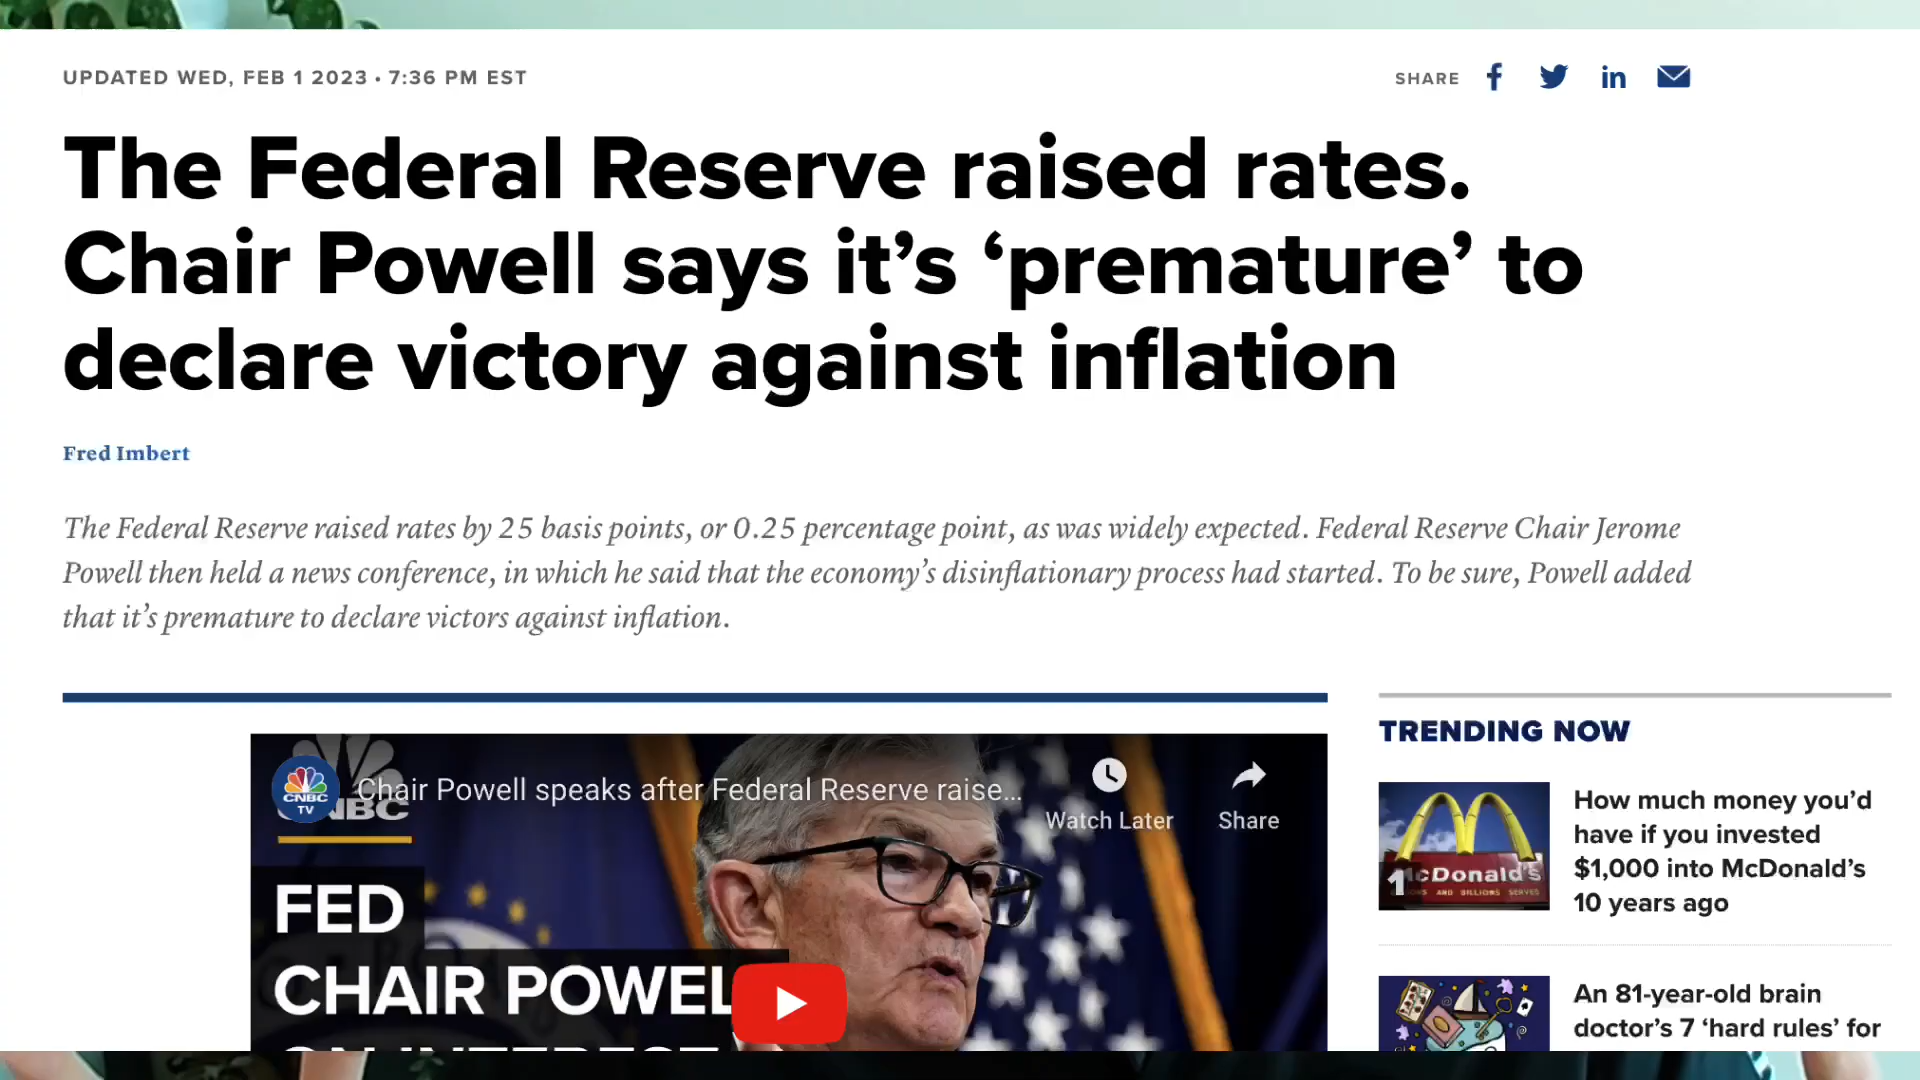 UPDATED WED, FEB 1 2023 • 7:36 PM EST
SHARE
The Federal Reserve raised rates.
Chair Powell says it’s ‘premature’ to
declare victory against inflation
Fred Imbert
The Federal Reserve raised rates by 25 basis points, or 0.25 percentage point, as was widely expected. Federal Reserve Chair Jerome
Powell then held a news conference, in which he said that the economy’s disinflationary process had started. To be sure, Powell added
that it’s premature to declare victors against inflation.
CNBC
TV
Chair Powell speaks after Federal Reserve raise...
Watch Later
Share
FED
CHAIR POWEL
TRENDING NOW
1
McDonald's
How much money you’d
have if you invested
$1,000 into McDonald’s
10 years ago
An 81-year-old brain
doctor’s 7 ‘hard rules’ for